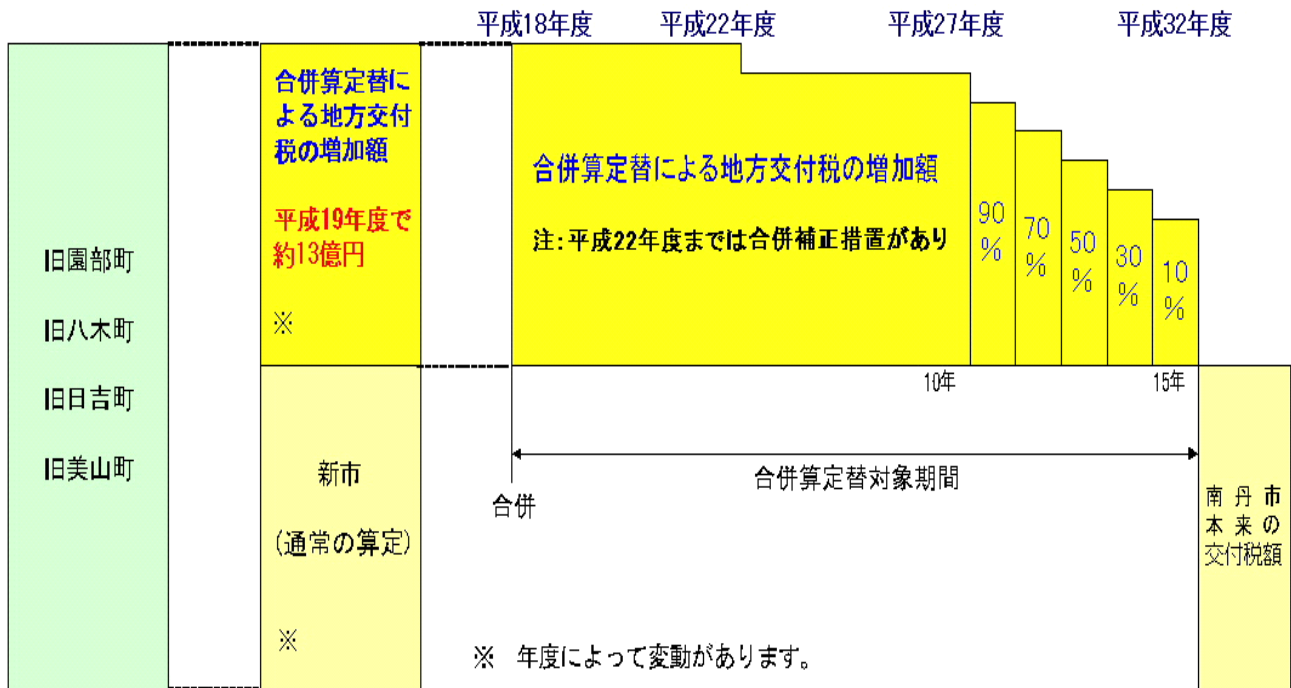 平成18年度
平成22年度
平成27年度
平成32年度
旧園部町
旧八木町
旧日吉町
旧美山町
合併算定替に
よる地方交付
税の増加額
平成19年度で
約13億円
※
新市
(通常の算定)
※
合併算定替による地方交付税の増加額
注:平成22年度までは合併補正措置があり
90
%
70
%
50
%
30
%
10
%
10年
15年
合併算定替対象期間
合併
南丹市
本来の
交付税額
※ 年度によって変動があります。